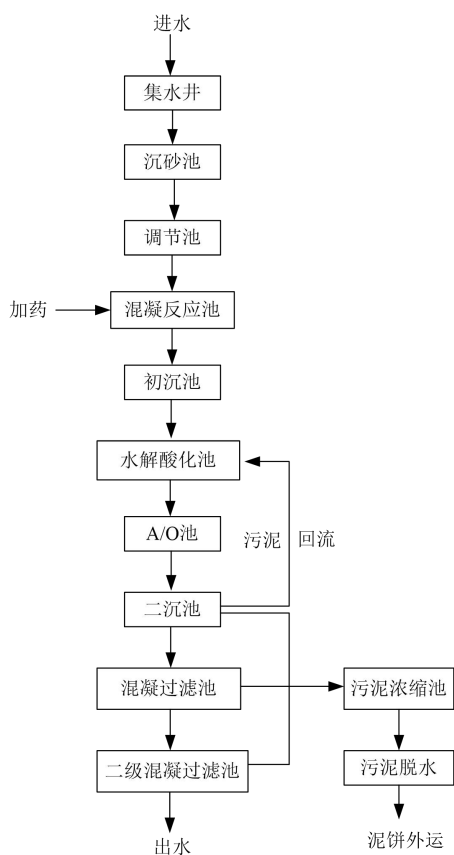 进水
集水井
沉砂池
调节池
加药
混凝反应池
初沉池
水解酸化池
A/O池
污泥 回流
二沉池
混凝过滤池
污泥浓缩池
二级混凝过滤池
污泥脱水
出水
泥饼外运